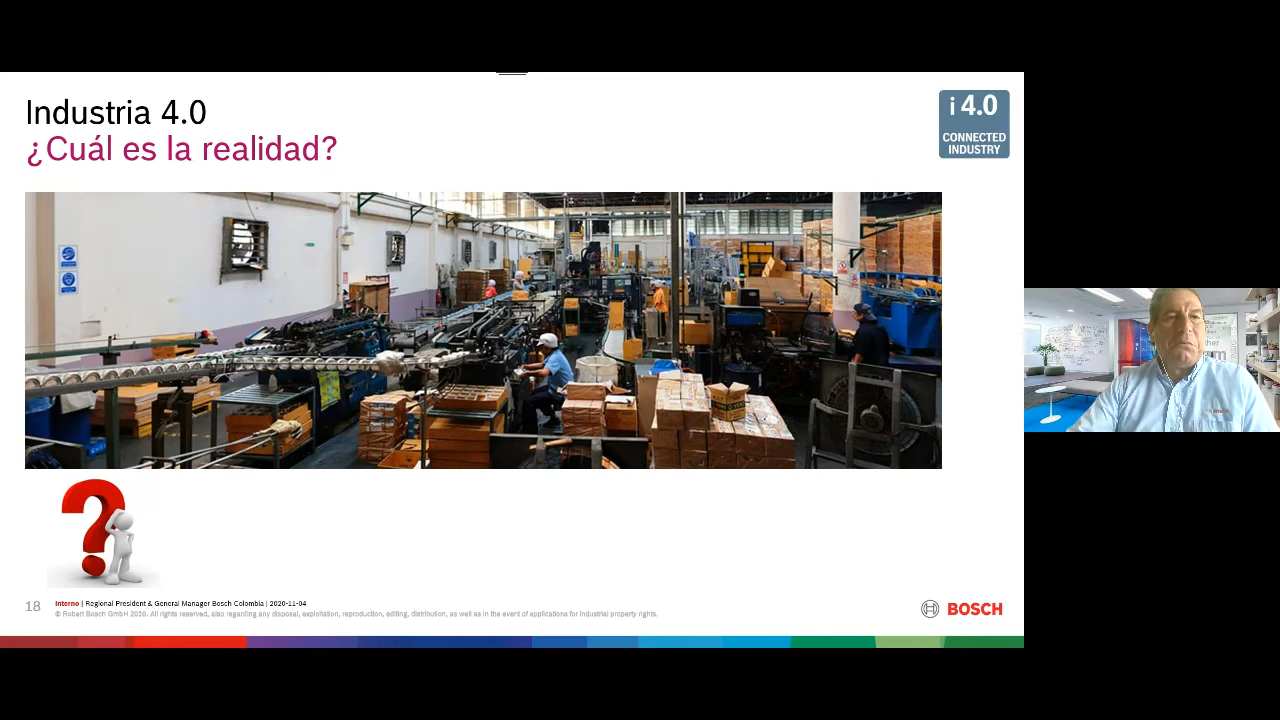 Industria 4.0
¿Cuál es la realidad?
i 4.0
CONNECTED
INDUSTRY
18
Interno | Regional President & General Manager Bosch Colombia | 2020-11-04
© Robert Bosch GmbH 2020. All rights reserved, also regarding any disposal, exploitation, reproduction, editing, distribution, as well as in the event of applications for industrial property rights.
BOSCH